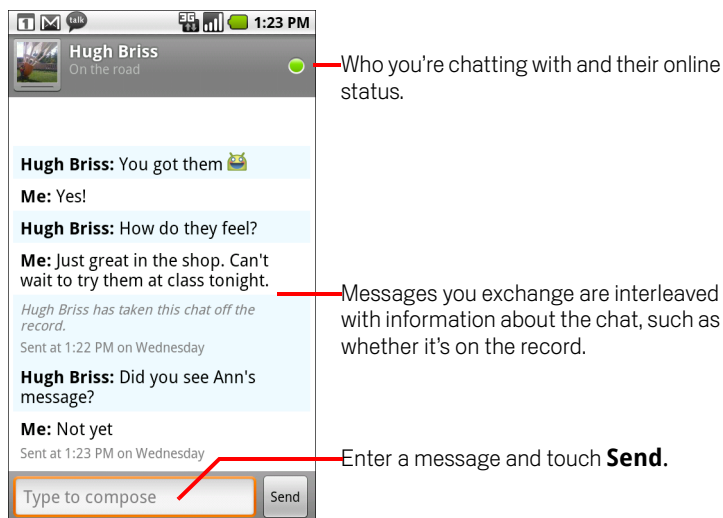 1 talk 3G 1:23 PM
Hugh Briss
On the road
Who you're chatting with and their online
status.
Hugh Briss: You got them
Me: Yes!
Hugh Briss: How do they feel?
Me: Just great in the shop. Can't
wait to try them at class tonight.
Hugh Briss has taken this chat off the
record.
Sent at 1:22 PM on Wednesday
Messages you exchange are interleaved
with information about the chat, such as
whether it's on the record.
Hugh Briss: Did you see Ann's
message?
Me: Not yet
Sent at 1:23 PM on Wednesday
Enter a message and touch Send.
Type to compose
Send